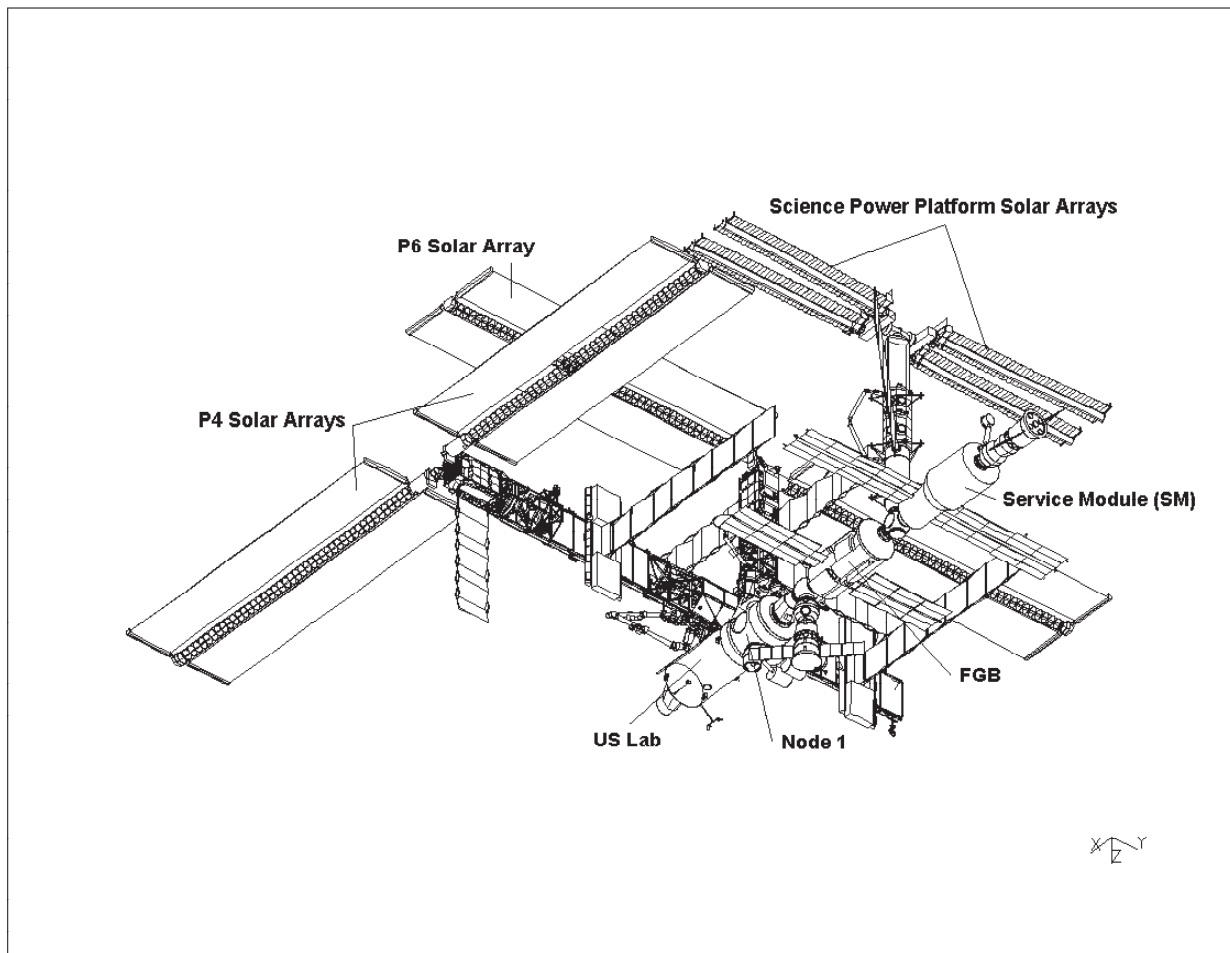 Science Power Platform Solar Arrays
P6 Solar Array
P4 Solar Arrays
Service Module (SM)
FGB
US Lab
Node 1
X Y
Z